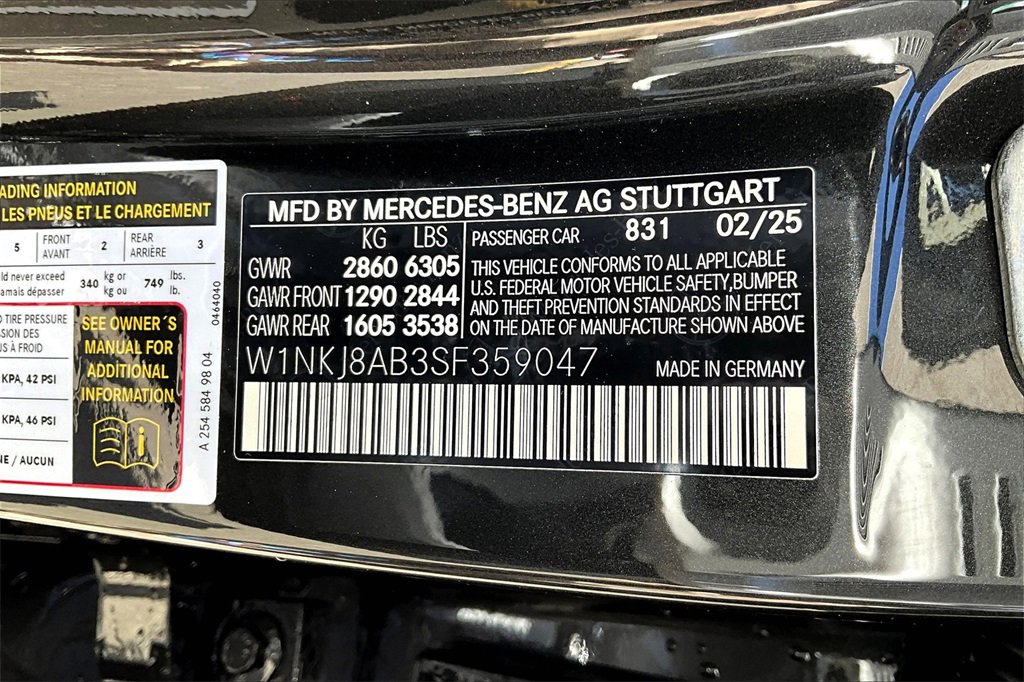 ADING INFORMATION
LES PNEUS ET LE CHARGEMENT
5 FRONT AVANT 2 REAR ARRIÈRE 3
ld never exceed
amais dépasser 340 kg or kg ou 749 lbs. lb.
D TIRE PRESSURE
SSION DES
S À FROID
KPA, 42 PSI
KPA, 46 PSI
NE / AUCUN
SEE OWNER´S
MANUAL FOR
ADDITIONAL
INFORMATION
0464040
A 254 584 98 04
MFD BY MERCEDES-BENZ AG STUTTGART
KG LBS
GVWR 2860 6305
GAWR FRONT 1290 2844
GAWR REAR 1605 3538
PASSENGER CAR 831 02/25
THIS VEHICLE CONFORMS TO ALL APPLICABLE
U.S. FEDERAL MOTOR VEHICLE SAFETY,BUMPER
AND THEFT PREVENTION STANDARDS IN EFFECT
ON THE DATE OF MANUFACTURE SHOWN ABOVE
W1NKJ8AB3SF359047 MADE IN GERMANY